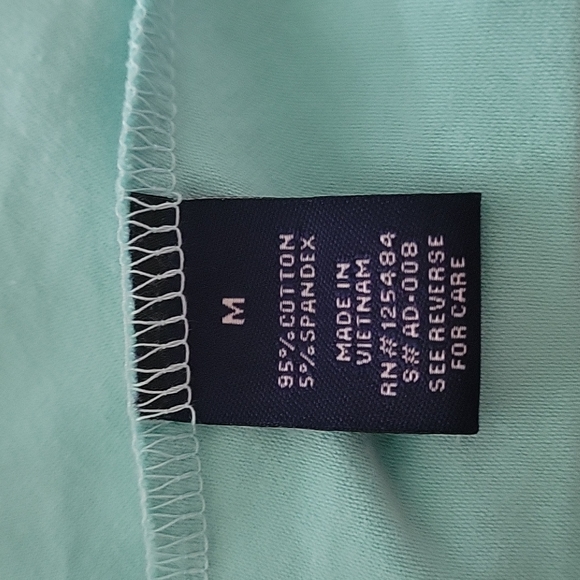 M
95% COTTON
5% SPANDEX
MADE IN
VIETNAM
RN# 125484
S# AD-008
SEE REVERSE
FOR CARE